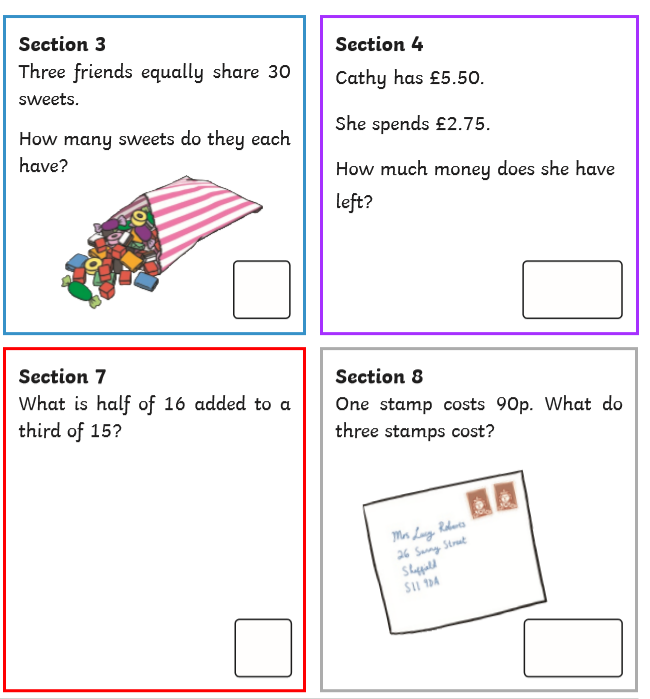 Section 3
Three friends equally share 30
sweets.
How many sweets do they each
have?
Section 4
Cathy has £5.50.
She spends £2.75.
How much money does she have
left?
Section 7
What is half of 16 added to a
third of 15?
Section 8
One stamp costs 90p. What do
three stamps cost?
Mrs Lucy Roberts
26 Sunny Street
Sheffield
S11 9DA